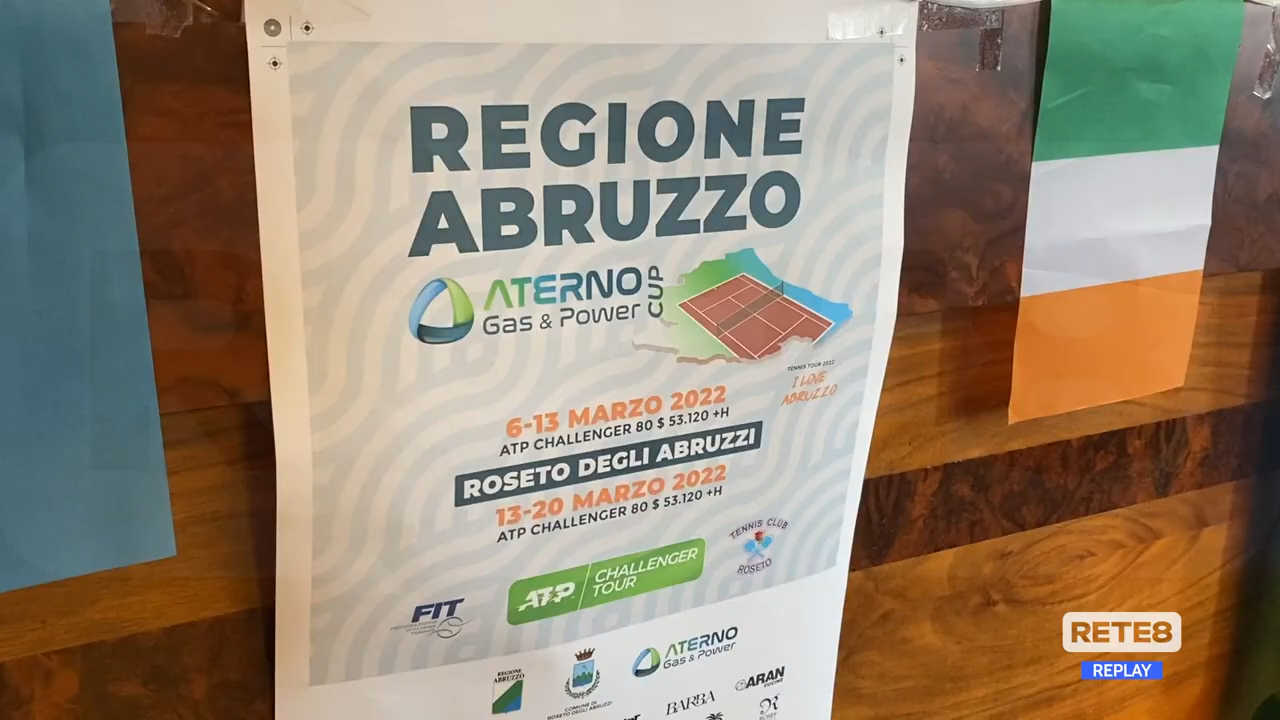 REGIONE
ABRUZZO
ATERNO
Gas & Power
CUP
TENNIS TOUR 2022
I LOVE
ABRUZZO
6-13 MARZO 2022
ATP CHALLENGER 80 $ 53.120 +H
ROSETO DEGLI ABRUZZI
13-20 MARZO 2022
ATP CHALLENGER 80 $ 53.120 +H
TENNIS CLUB
ROSETO
ATP CHALLENGER
TOUR
FIT
ATERNO
Gas & Power
REGIONE
ABRUZZO
COMUNE DI
ROSETO DEGLI ABRUZZI
ARAN
CUCINE
BARBA
RETE8
REPLAY